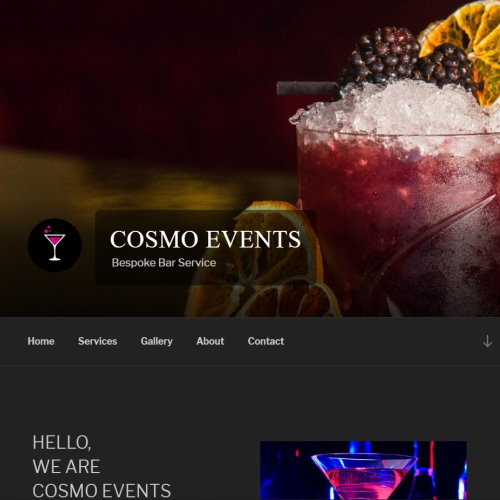 COSMO EVENTS
Bespoke Bar Service
Home Services Gallery About Contact
HELLO,
WE ARE
COSMO EVENTS